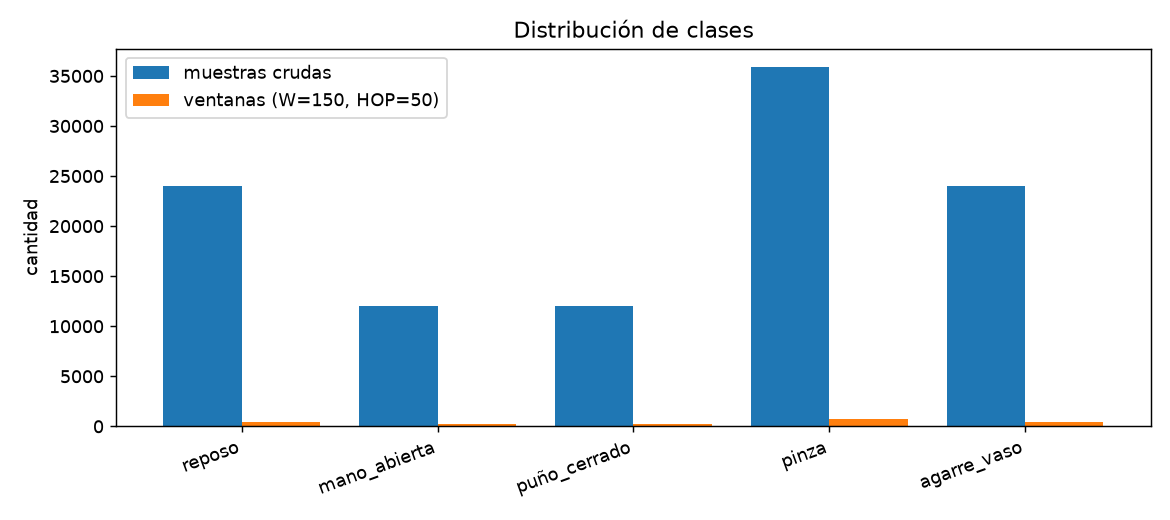 Distribución de clases
muestras crudas
ventanas (W=150, HOP=50)
cantidad
35000
30000
25000
20000
15000
10000
5000
0
reposo
mano_abierta
puño_cerrado
pinza
agarre_vaso